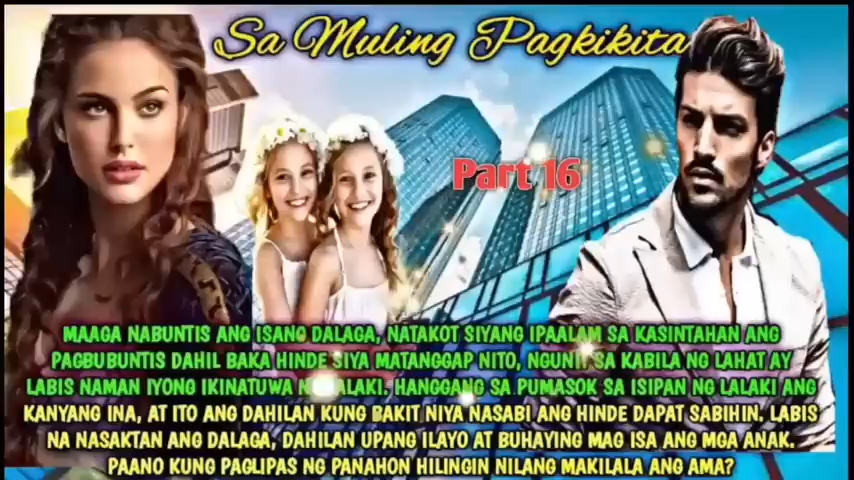 Sa Muling Pagkikita
Part 16
MAAGA NABUNTIS ANG ISANG DALAGA, NATAKOT SIYANG IPAALAM SA KASINTAHAN ANG
PAGBUBUNTIS DAHIL BAKA HINDE SIYA MATANGGAP NITO, NGUNIT SA KABILA NG LAHAT AY
LABIS NAMAN IYONG IKINATUWA LALAKI. HANGGANG SA PUMASOK SA ISIPAN NG LALAKI ANG
KANYANG INA, AT ITO ANG DAHILAN KUNG BAKIT NIYA NASABI ANG HINDE DAPAT SABIHIN. LABIS
NA NASAKTAN ANG DALAGA, DAHILAN UPANG ILAYO AT BUHAYING MAG ISA ANG MGA ANAK.
PAANO KUNG PAGLIPAS NG PANAHON HILINGIN NILANG MAKILALA ANG AMA?